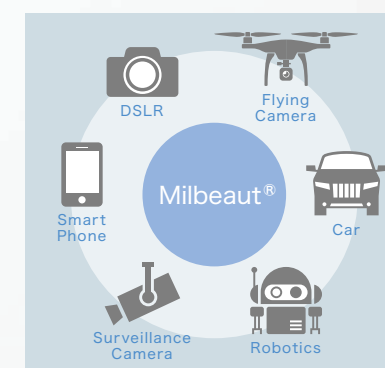 DSLR
Flying
Camera
Milbeaut®
Smart
Phone
Car
Surveillance
Camera
Robotics